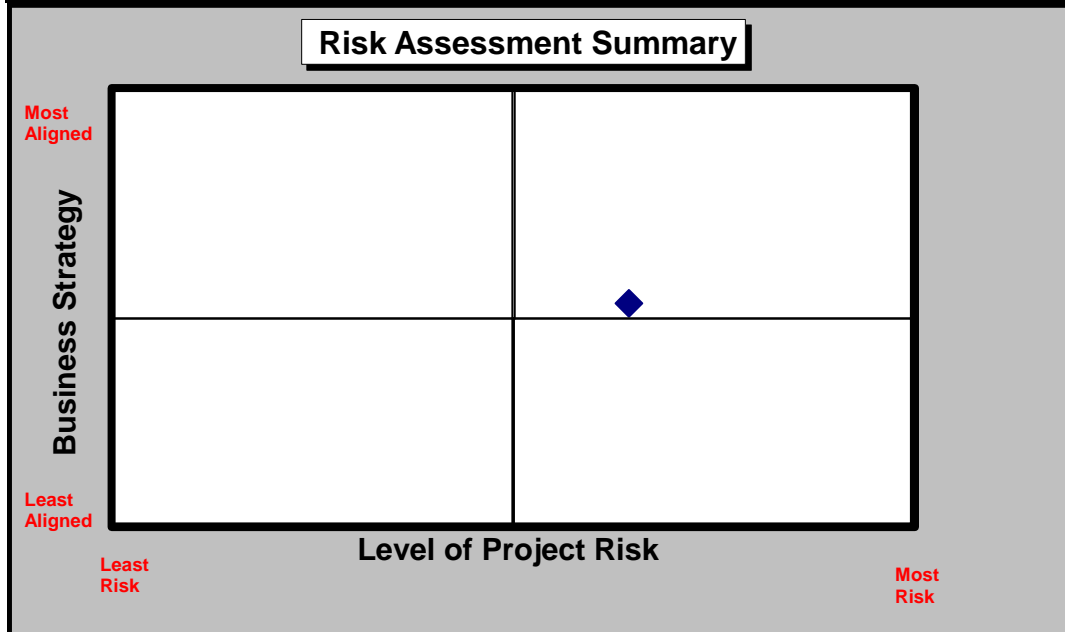 Risk Assessment Summary
Most
Aligned
Business Strategy
Least
Aligned
Level of Project Risk
Least
Risk
Most
Risk